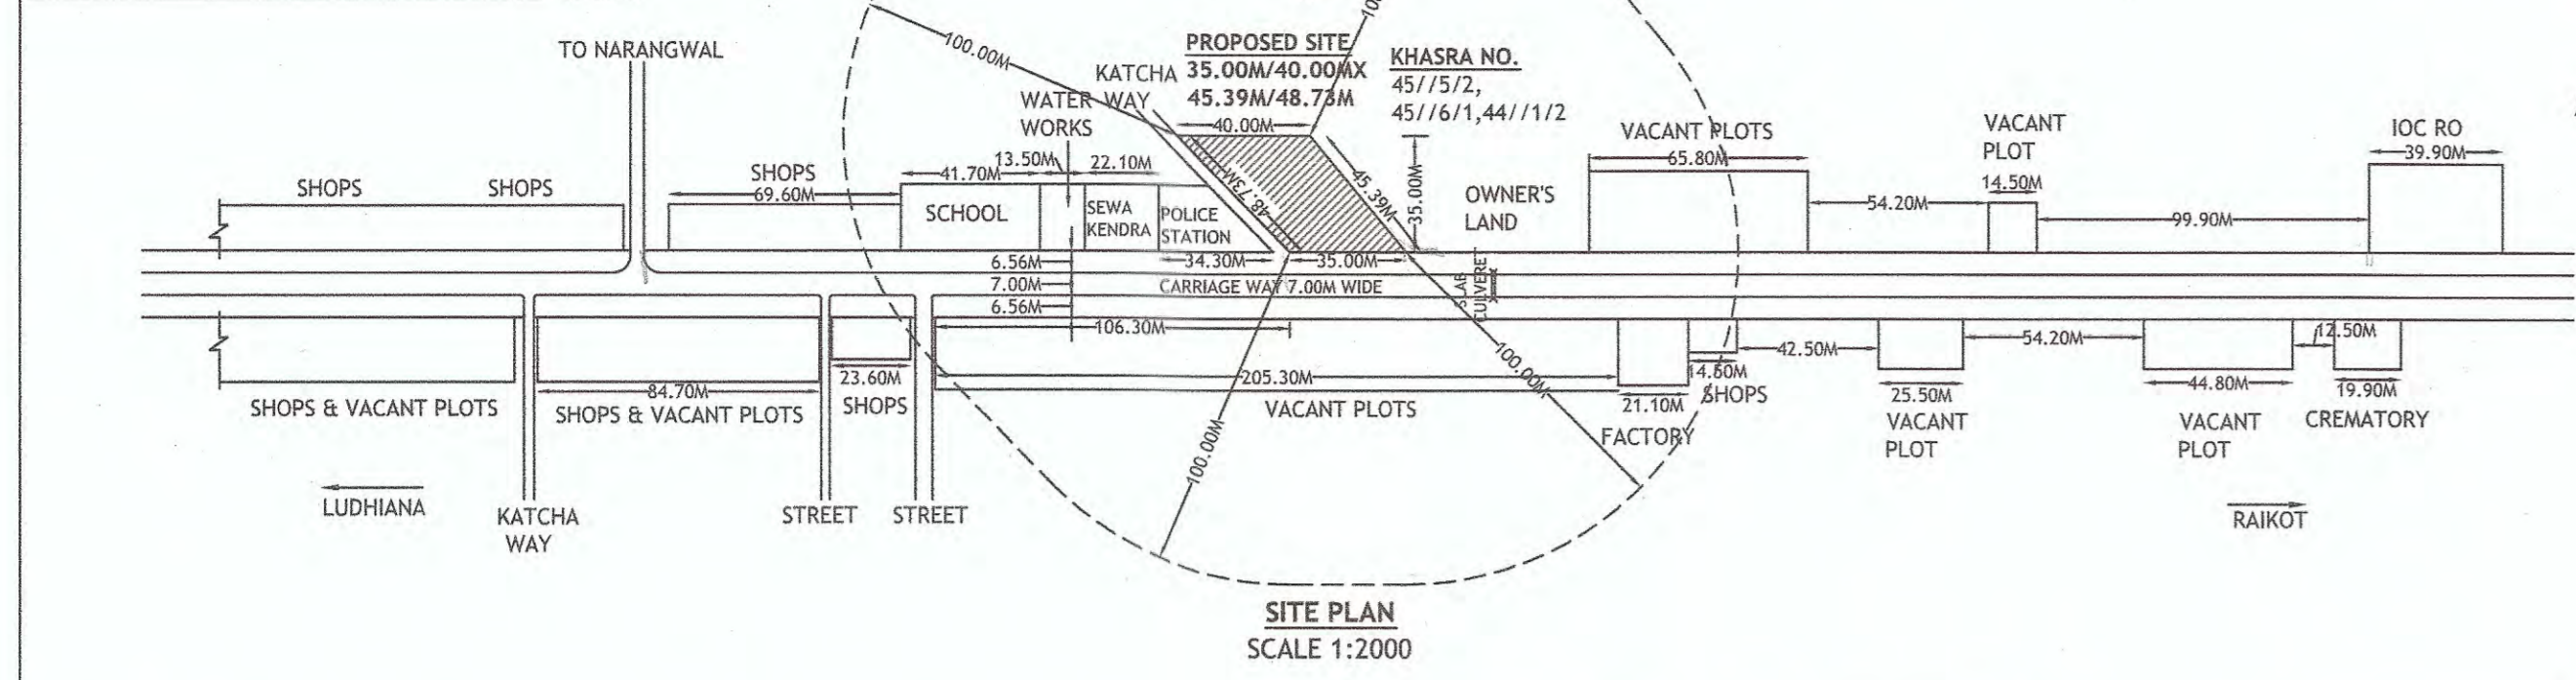 TO NARANGWAL
100.00M
10
PROPOSED SITE
35.00M/40.00MX
45.39M/48.73M
KHASRA NO.
45//5/2,
45//6/1,44//1/2
KATCHA
WAY
WATER
WORKS
40.00M
SHOPS
SHOPS
SHOPS
69.60M
41.70M
13.50M
22.10M
SCHOOL
SEWA
KENDRA
POLICE
STATION
48.73M
45.39M
35.00M
OWNER'S
LAND
VACANT PLOTS
65.80M
54.20M
VACANT
PLOT
14.50M
99.90M
IOC RO
39.90M
6.56M
7.00M
6.56M
34.30M
35.00M
CARRIAGE WAY 7.00M WIDE
SLAB
CULVERET
106.30M
205.30M
VACANT PLOTS
100.00M
100.00M
SHOPS & VACANT PLOTS
84.70M
SHOPS & VACANT PLOTS
23.60M
SHOPS
21.10M
FACTORY
14.60M
SHOPS
42.50M
25.50M
VACANT
PLOT
54.20M
44.80M
VACANT
PLOT
12.50M
19.90M
CREMATORY
LUDHIANA
KATCHA
WAY
STREET
STREET
RAIKOT
SITE PLAN
SCALE 1:2000